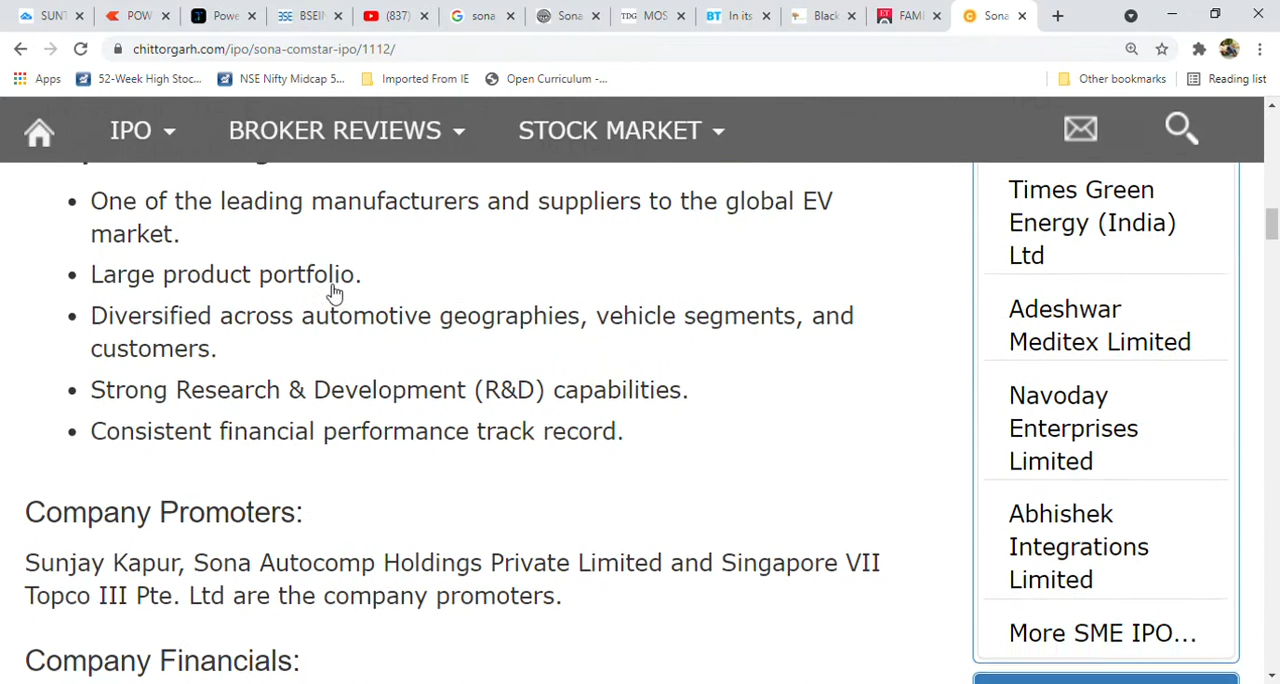 SUNT
POW
Powe
BSEIN
(837)
sona
Sona
MOS
In its
Black
FAMI
Sona
chittorgarh.com/ipo/sona-comstar-ipo/1112/
Apps
52-Week High Stoc...
NSE Nifty Midcap 5...
Imported From IE
Open Curriculum -...
Other bookmarks
Reading list
IPO
BROKER REVIEWS
STOCK MARKET
One of the leading manufacturers and suppliers to the global EV
market.
Large product portfolio.
Diversified across automotive geographies, vehicle segments, and
customers.
Strong Research & Development (R&D) capabilities.
Consistent financial performance track record.
Company Promoters:
Sunjay Kapur, Sona Autocomp Holdings Private Limited and Singapore VII
Topco III Pte. Ltd are the company promoters.
Company Financials:
Times Green
Energy (India)
Ltd
Adeshwar
Meditex Limited
Navoday
Enterprises
Limited
Abhishek
Integrations
Limited
More SME IPO...